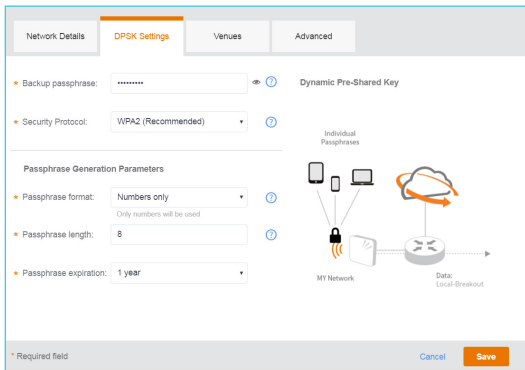 Network Details
DPSK Settings
Venues
Advanced
* Backup passphrase:
•••••••••
?
* Security Protocol:
WPA2 (Recommended)
?
Passphrase Generation Parameters
* Passphrase format:
Numbers only
?
Only numbers will be used
* Passphrase length:
8
?
* Passphrase expiration:
1 year
Dynamic Pre-Shared Key
Individual
Passphrases
MY Network
Data:
Local-Breakout
* Required field
Cancel
Save